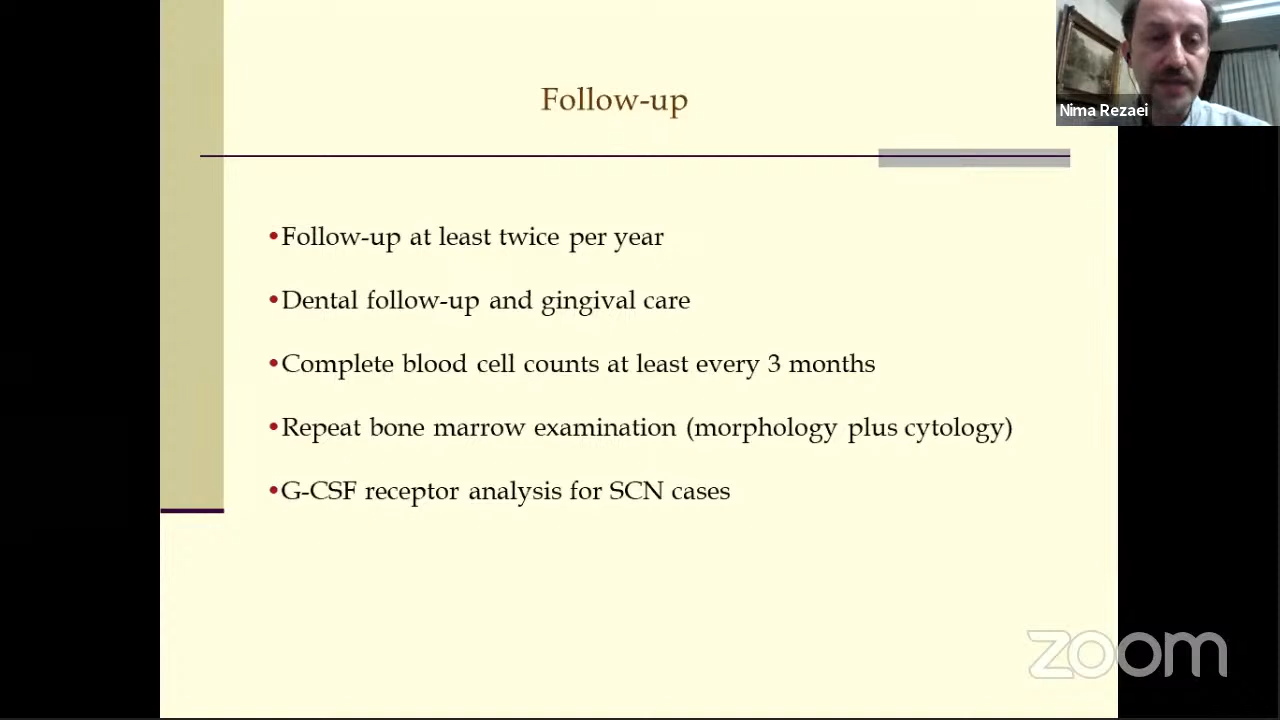 Follow-up
Nima Rezaei
•Follow-up at least twice per year
•Dental follow-up and gingival care
•Complete blood cell counts at least every 3 months
•Repeat bone marrow examination (morphology plus cytology)
•G-CSF receptor analysis for SCN cases
zoom